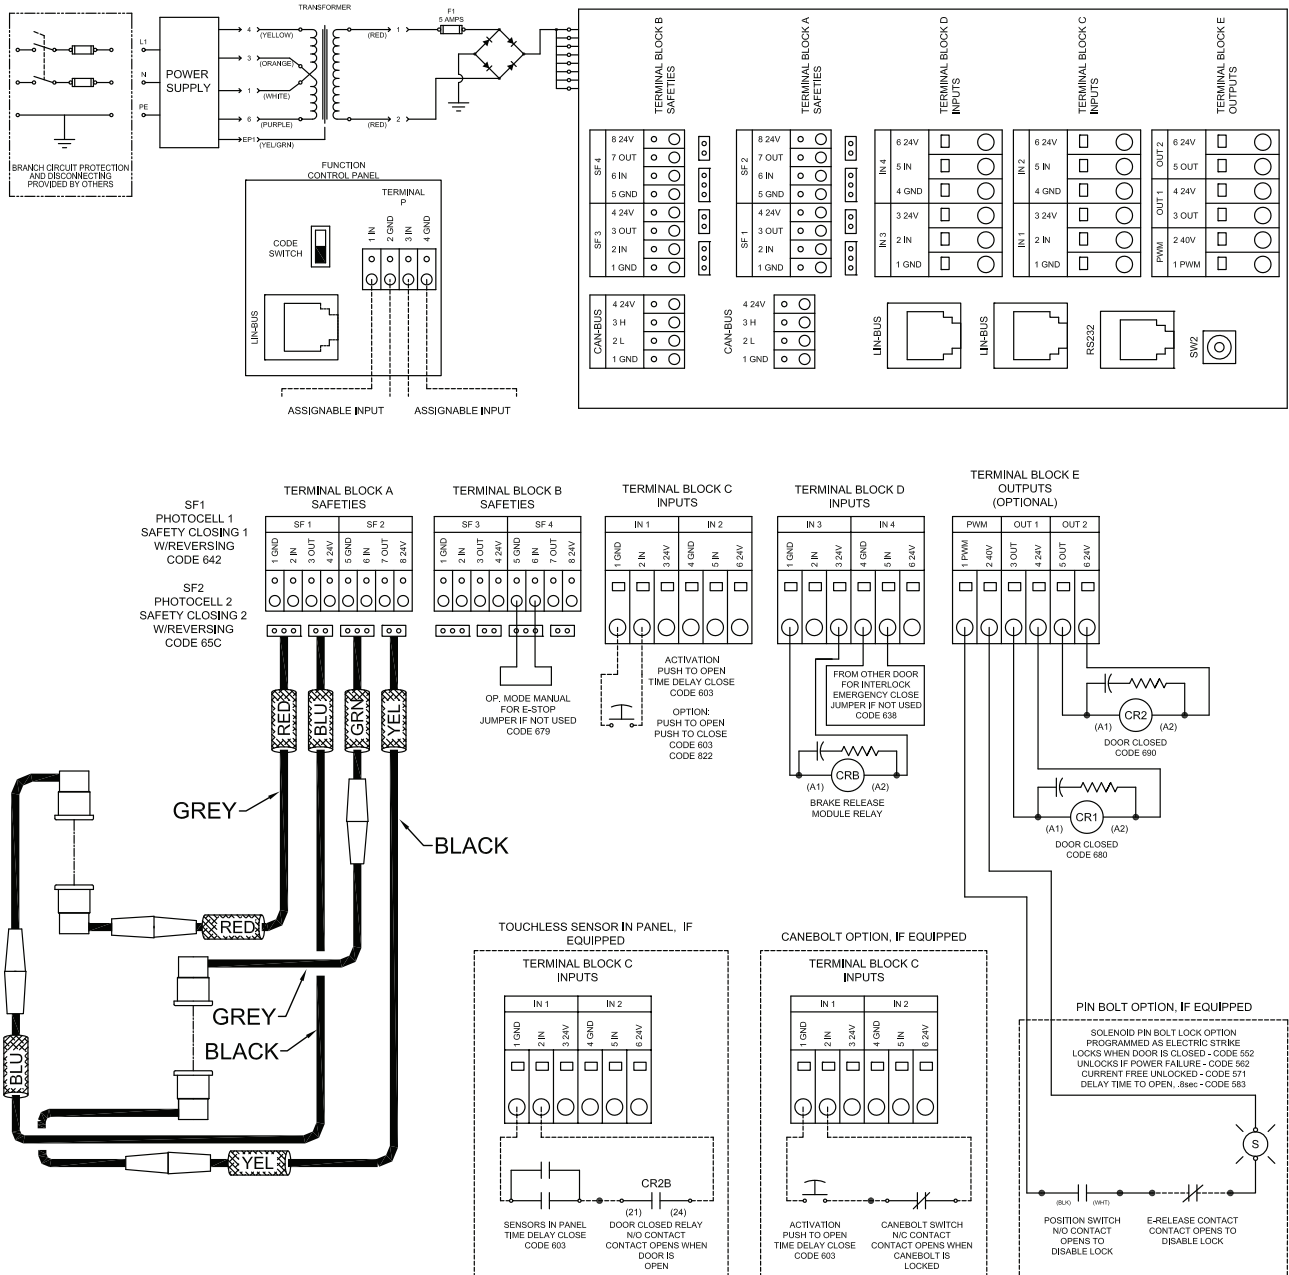 TRANSFORMER
F1
5 AMPS
L1
N
PE
POWER
SUPPLY
4 (YELLOW)
3 (ORANGE)
1 (WHITE)
6 (PURPLE)
EP1 (YEL/GRN)
(RED) 1
(RED) 2
BRANCH CIRCUIT PROTECTION
AND DISCONNECTING
PROVIDED BY OTHERS
FUNCTION
CONTROL PANEL
TERMINAL
P
CODE
SWITCH
1 IN
2 GND
3 IN
4 GND
LIN-BUS
ASSIGNABLE INPUT
ASSIGNABLE INPUT
TERMINAL BLOCK B
SAFETIES
TERMINAL BLOCK A
SAFETIES
TERMINAL BLOCK D
INPUTS
TERMINAL BLOCK C
INPUTS
TERMINAL BLOCK E
OUTPUTS
SF 4
8 24V
7 OUT
6 IN
5 GND
SF 3
4 24V
3 OUT
2 IN
1 GND
SF 2
8 24V
7 OUT
6 IN
5 GND
SF 1
4 24V
3 OUT
2 IN
1 GND
IN 4
6 24V
5 IN
4 GND
IN 3
3 24V
2 IN
1 GND
IN 2
6 24V
5 IN
4 GND
IN 1
3 24V
2 IN
1 GND
OUT 2
6 24V
5 OUT
OUT 1
4 24V
3 OUT
PWM
2 40V
1 PWM
CAN-BUS
4 24V
3 H
2 L
1 GND
CAN-BUS
4 24V
3 H
2 L
1 GND
LIN-BUS
LIN-BUS
RS232
SW2
SF1
PHOTOCELL 1
SAFETY CLOSING 1
W/REVERSING
CODE 642
SF2
PHOTOCELL 2
SAFETY CLOSING 2
W/REVERSING
CODE 65C
TERMINAL BLOCK A
SAFETIES
SF 1
SF 2
1 GND
2 IN
3 OUT
4 24V
5 GND
6 IN
7 OUT
8 24V
TERMINAL BLOCK B
SAFETIES
SF 3
SF 4
1 GND
2 IN
3 OUT
4 24V
5 GND
6 IN
7 OUT
8 24V
OP. MODE MANUAL
FOR E-STOP
JUMPER IF NOT USED
CODE 679
TERMINAL BLOCK C
INPUTS
IN 1
IN 2
1 GND
2 IN
3 24V
4 GND
5 IN
6 24V
ACTIVATION
PUSH TO OPEN
TIME DELAY CLOSE
CODE 603
OPTION:
PUSH TO OPEN
PUSH TO CLOSE
CODE 603
CODE 822
TERMINAL BLOCK D
INPUTS
IN 3
IN 4
1 GND
2 IN
3 24V
4 GND
5 IN
6 24V
FROM OTHER DOOR
FOR INTERLOCK
EMERGENCY CLOSE
JUMPER IF NOT USED
CODE 638
CRB
(A1)
(A2)
BRAKE RELEASE
MODULE RELAY
TERMINAL BLOCK E
OUTPUTS
(OPTIONAL)
PWM
OUT 1
OUT 2
1 PWM
2 40V
3 OUT
4 24V
5 OUT
6 24V
CR2
(A1)
(A2)
DOOR CLOSED
CODE 690
CR1
(A1)
(A2)
DOOR CLOSED
CODE 680
RED
BLU
GRN
YEL
GREY
BLACK
RED
GREY
BLACK
BLU
YEL
TOUCHLESS SENSOR IN PANEL, IF
EQUIPPED
TERMINAL BLOCK C
INPUTS
IN 1
IN 2
1 GND
2 IN
3 24V
4 GND
5 IN
6 24V
CR2B
(21)
(24)
SENSORS IN PANEL
TIME DELAY CLOSE
CODE 603
DOOR CLOSED RELAY
N/O CONTACT
CONTACT OPENS WHEN
DOOR IS
OPEN
CANEBOLT OPTION, IF EQUIPPED
TERMINAL BLOCK C
INPUTS
IN 1
IN 2
1 GND
2 IN
3 24V
4 GND
5 IN
6 24V
ACTIVATION
PUSH TO OPEN
TIME DELAY CLOSE
CODE 603
CANEBOLT SWITCH
N/C CONTACT
CONTACT OPENS WHEN
CANEBOLT IS
LOCKED
PIN BOLT OPTION, IF EQUIPPED
SOLENOID PIN BOLT LOCK OPTION
PROGRAMMED AS ELECTRIC STRIKE
LOCKS WHEN DOOR IS CLOSED - CODE 552
UNLOCKS IF POWER FAILURE - CODE 562
CURRENT FREE UNLOCKED - CODE 571
DELAY TIME TO OPEN, .8sec - CODE 583
S
(BLK)
(WHT)
POSITION SWITCH
N/O CONTACT
OPENS TO
DISABLE LOCK
E-RELEASE CONTACT
CONTACT OPENS TO
DISABLE LOCK